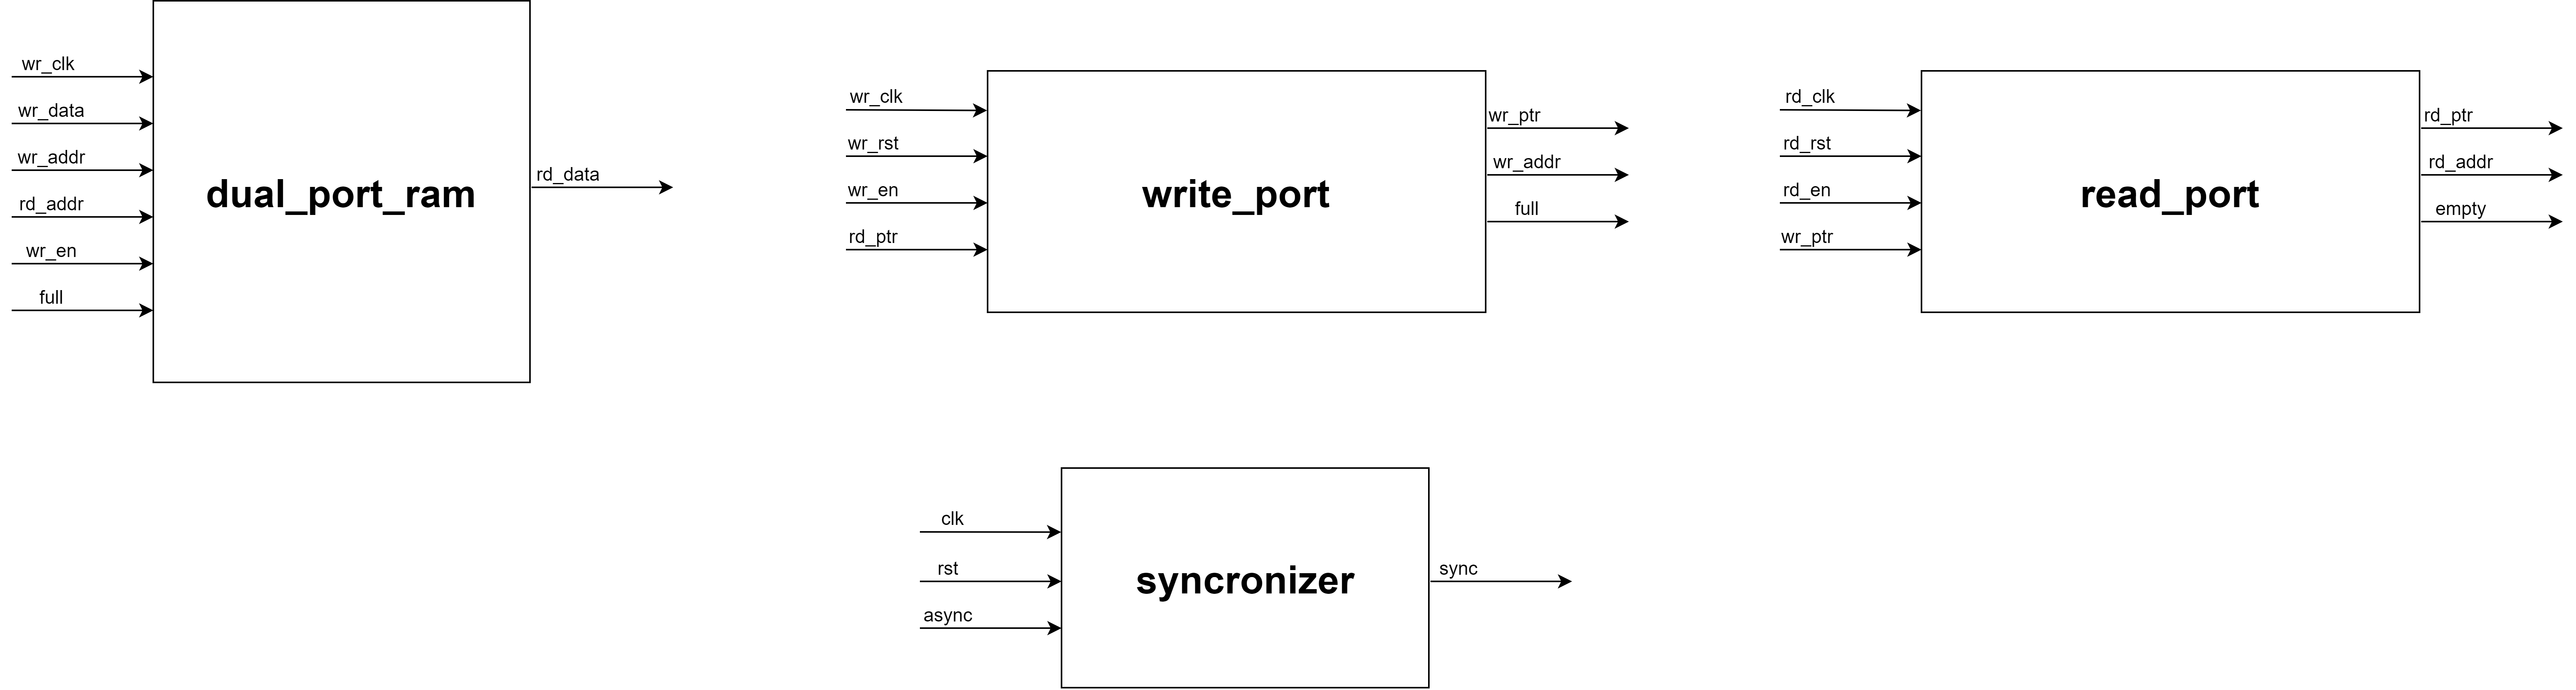 wr_clk
wr_data
wr_addr
rd_addr
wr_en
full
dual_port_ram
rd_data
wr_clk
wr_rst
wr_en
rd_ptr
write_port
wr_ptr
wr_addr
full
rd_clk
rd_rst
rd_en
wr_ptr
read_port
rd_ptr
rd_addr
empty
clk
rst
async
syncronizer
sync